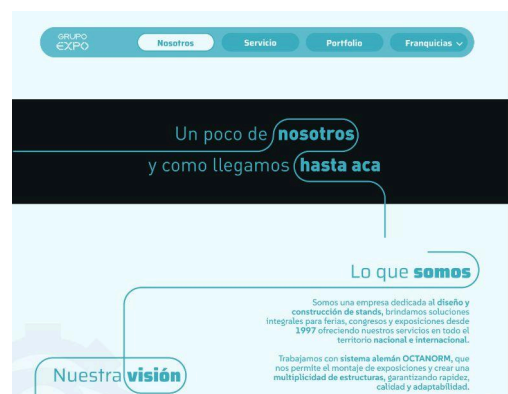 GRUPO
EXPO
Nosotros
Servicio
Portfolio
Franquicias
Un poco de nosotros
y como llegamos hasta aca
Lo que somos
Somos una empresa dedicada al diseño y
construcción de stands, brindamos soluciones
integrales para ferias, congresos y exposiciones desde
1997 ofreciendo nuestros servicios en todo el
territorio nacional e internacional.
Trabajamos con sistema alemán OCTANORM, que
nos permite el montaje de exposiciones y crear una
multiplicidad de estructuras, garantizando rapidez,
calidad y adaptabilidad.
Nuestra visión